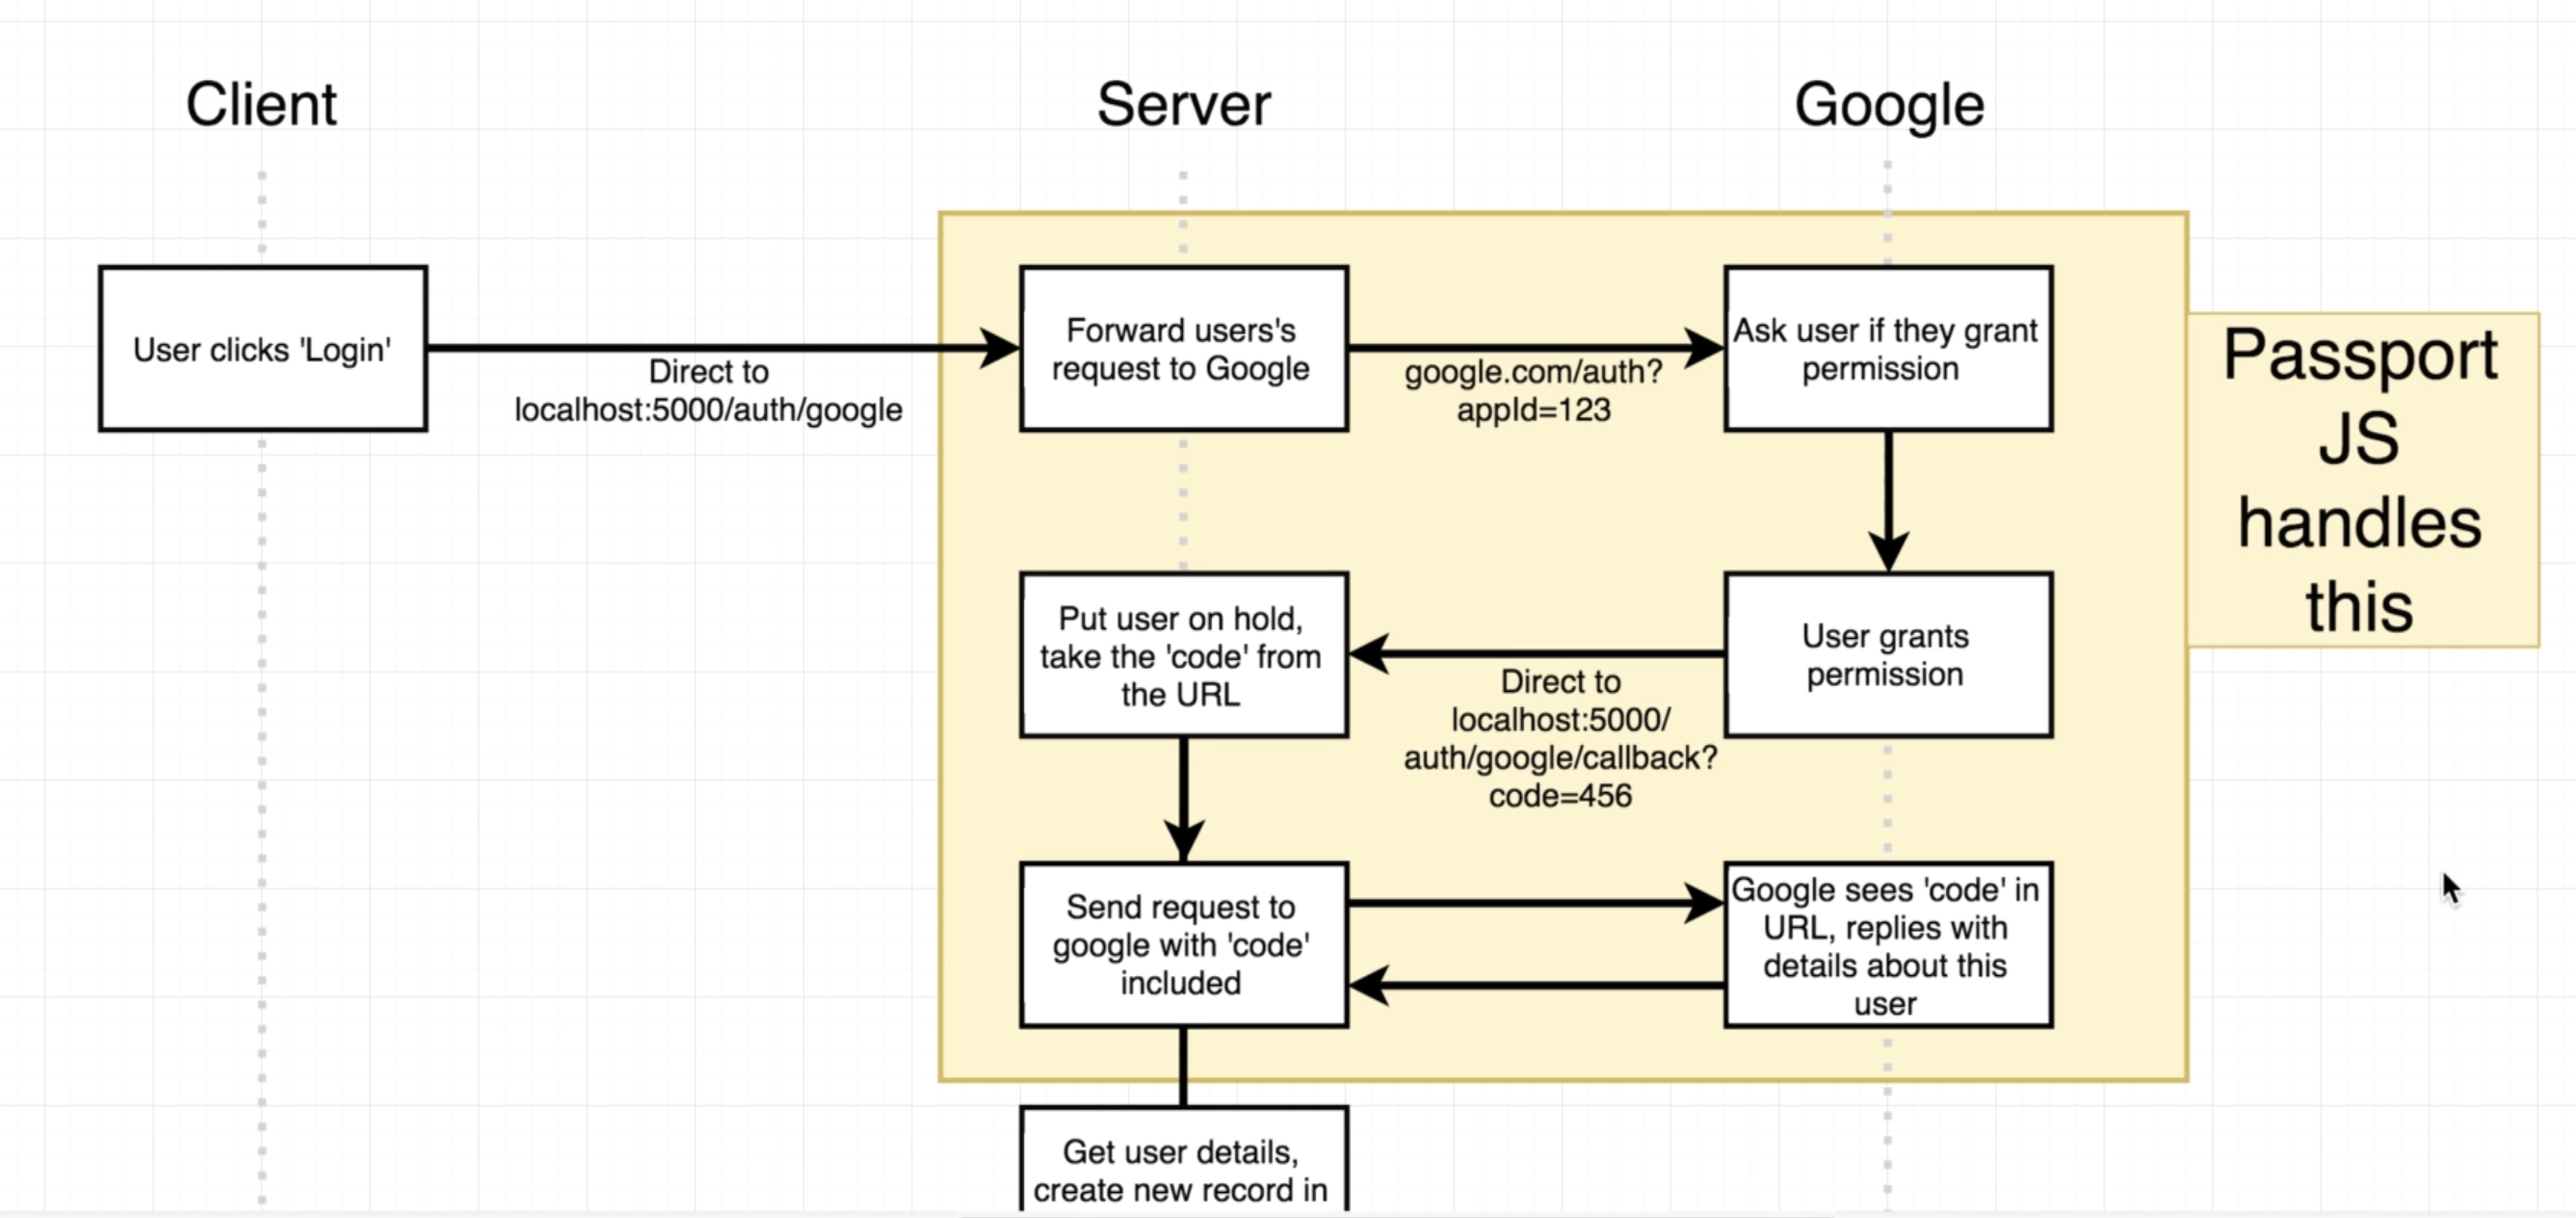 Client
Server
Google
User clicks 'Login'
Direct to
localhost:5000/auth/google
Forward users's
request to Google
google.com/auth?
appId=123
Ask user if they grant
permission
Passport
JS
handles
this
Put user on hold,
take the 'code' from
the URL
Direct to
localhost:5000/
auth/google/callback?
code=456
User grants
permission
Send request to
google with 'code'
included
Google sees 'code' in
URL, replies with
details about this
user
Get user details,
create new record in